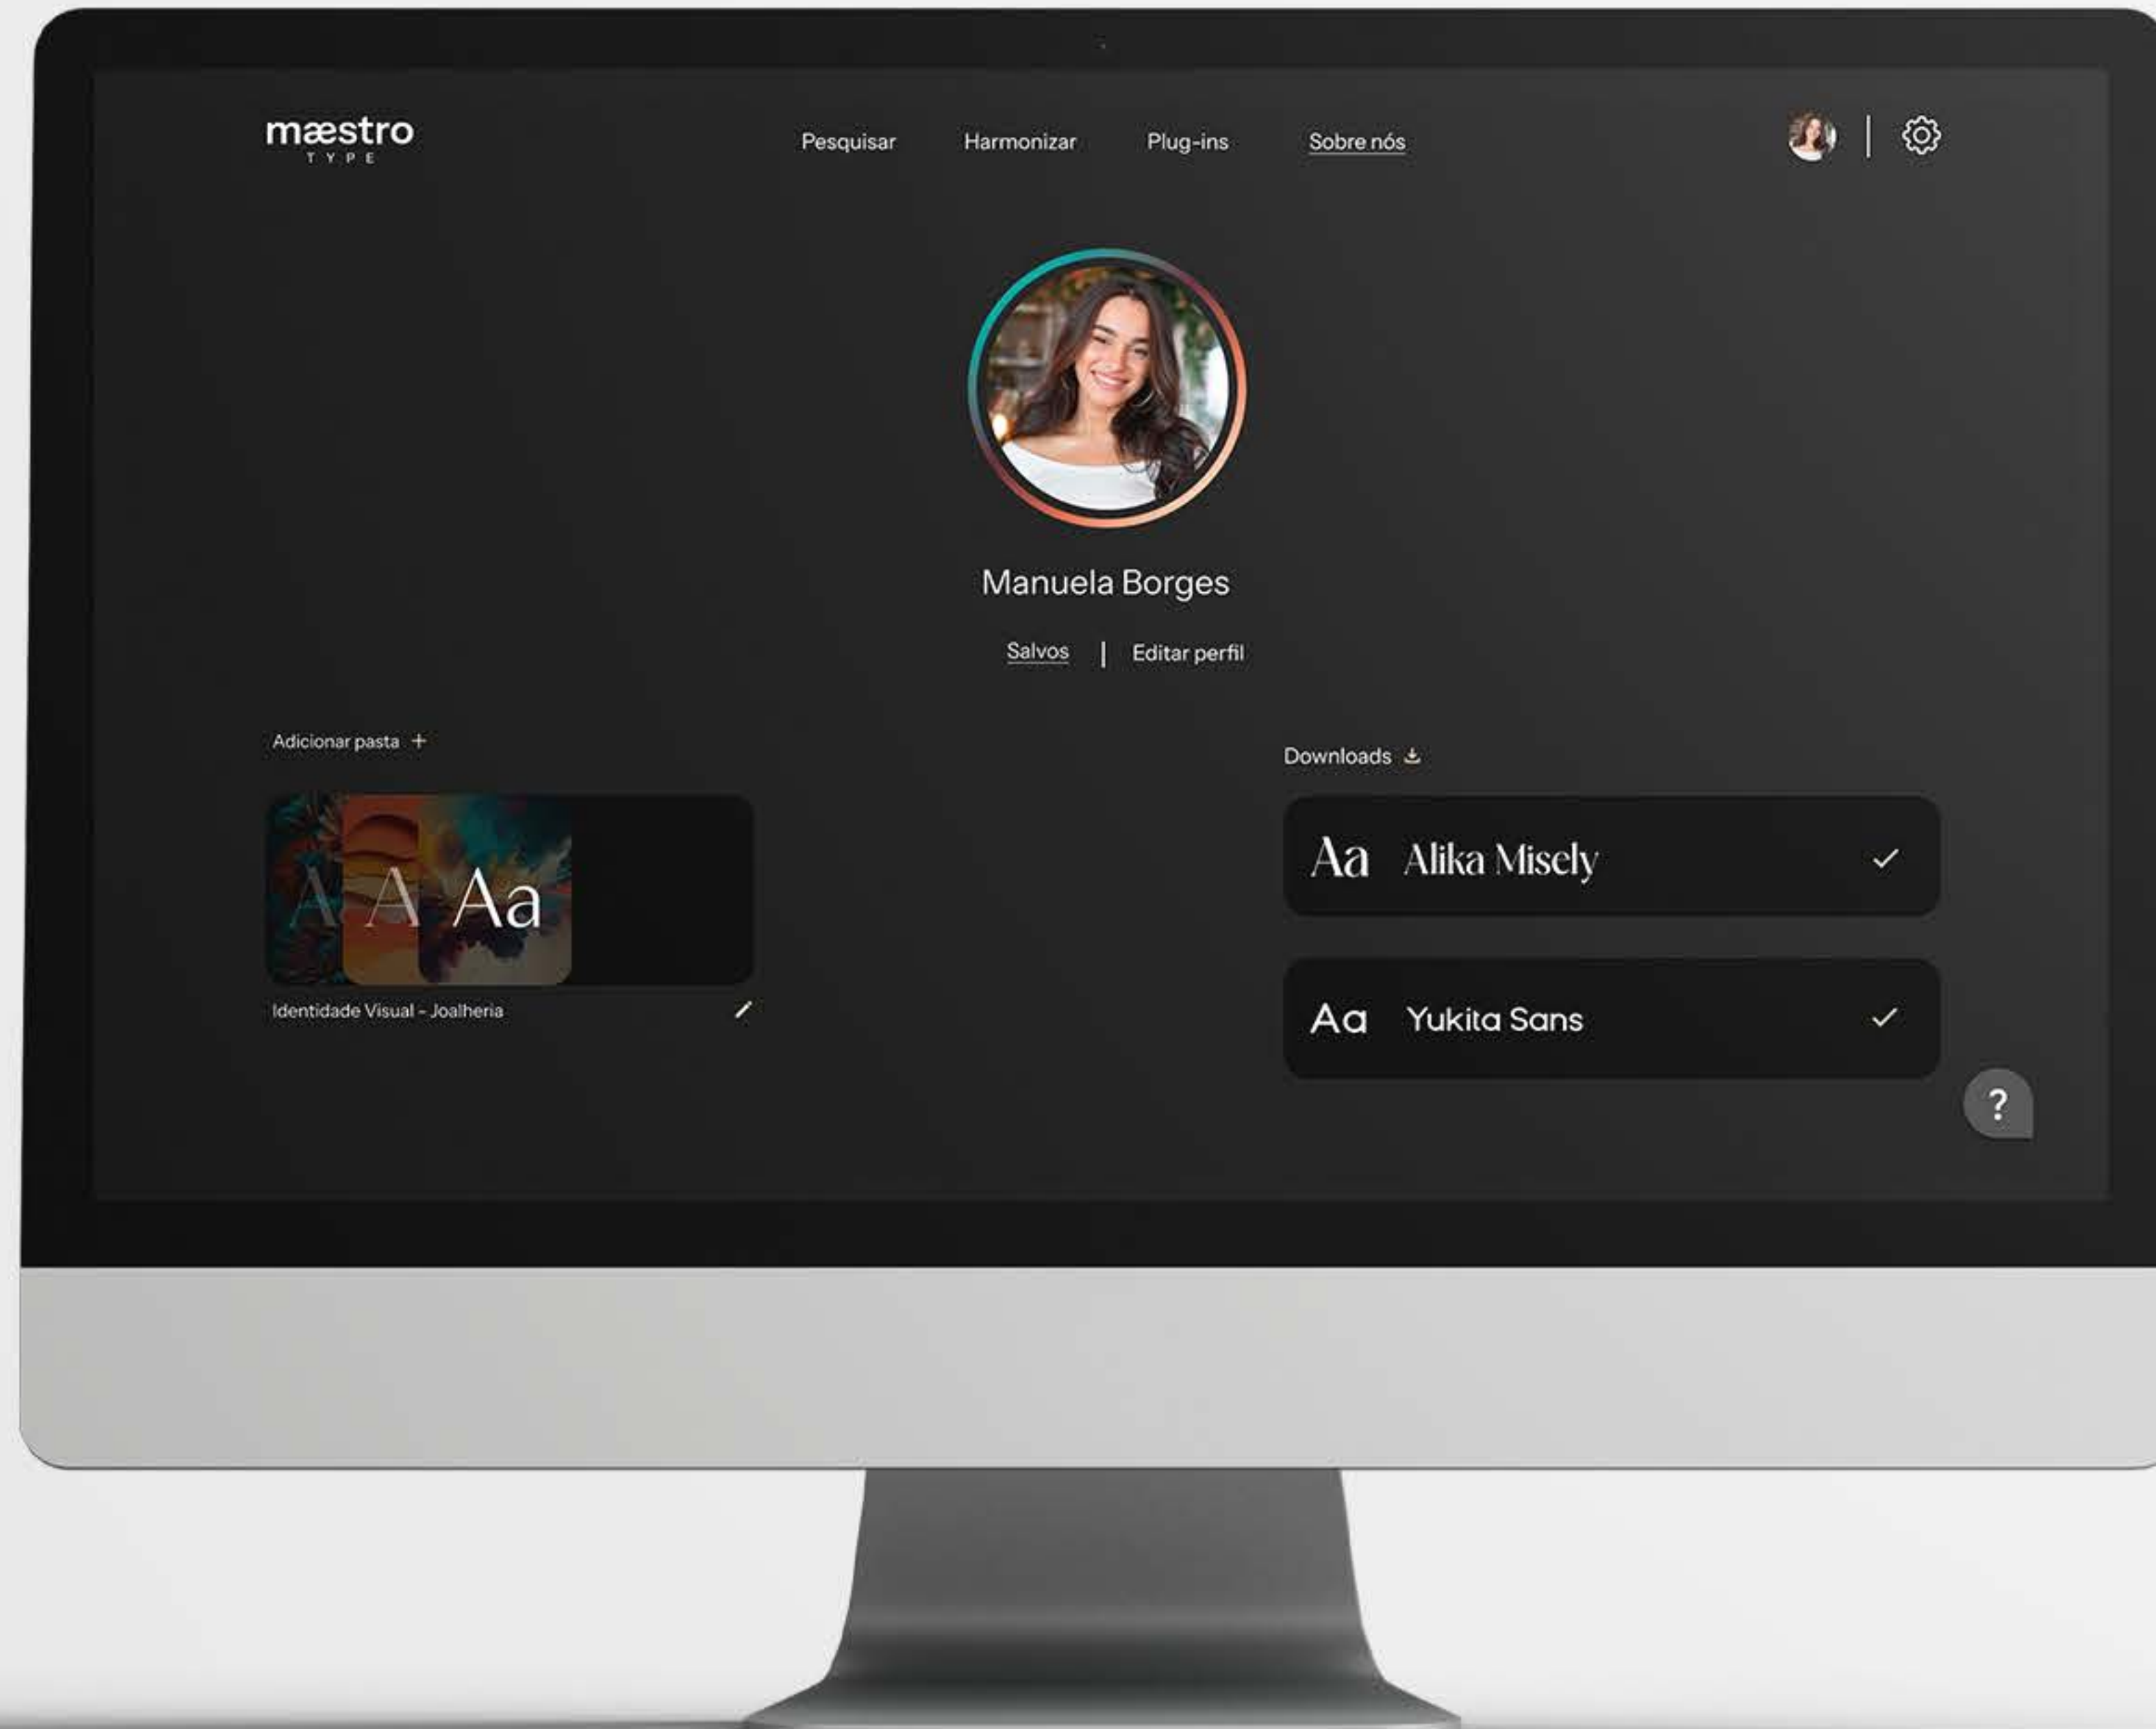 mæstro
TYPE
Pesquisar
Harmonizar
Plug-ins
Sobre nós
Manuela Borges
Salvos | Editar perfil
Adicionar pasta +
A A Aa
Identidade Visual - Joalheria
Downloads
Aa Alika Misely
Aa Yukita Sans
?